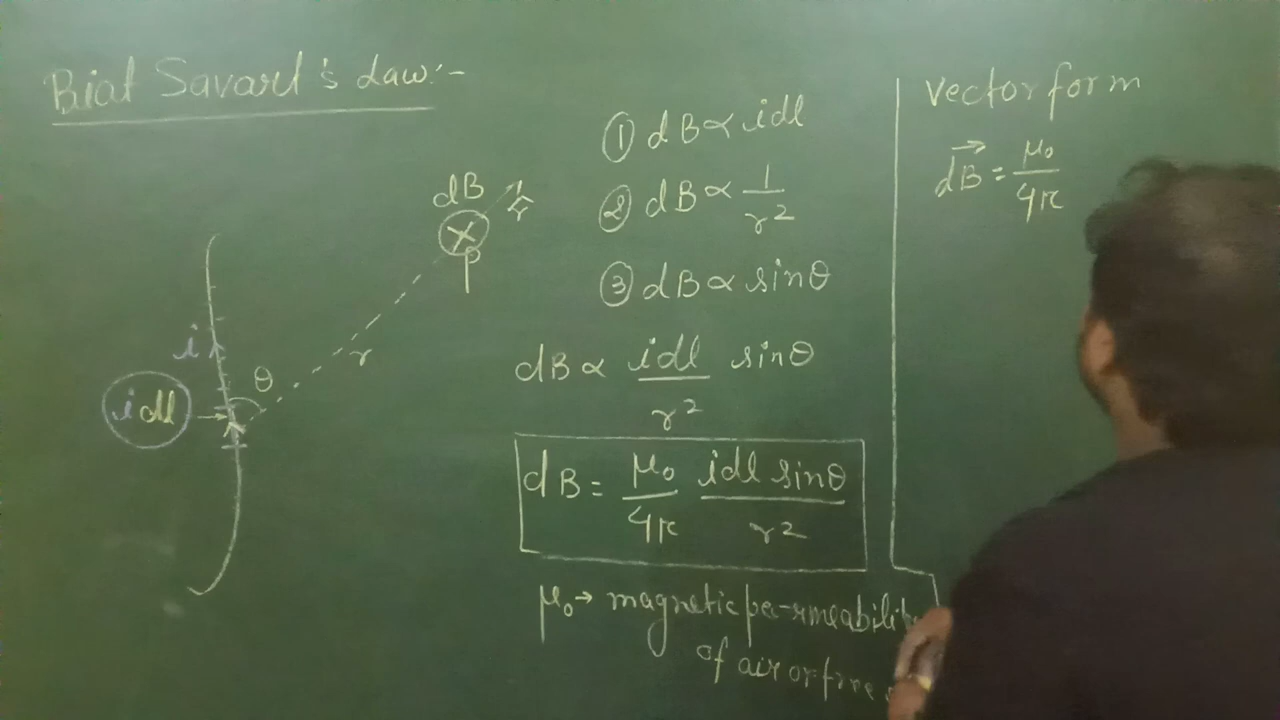 Biat Savart's Law:-
dB
r̂
P
i
θ
r
idl
① dB ∝ idl
② dB ∝ 1/r²
③ dB ∝ sinθ
dB ∝ idl/r² sinθ
dB = μ₀/4π idl sinθ/r²
μ₀ → magnetic permeability
of air or free
vector form
dB⃗ = μ₀/4π